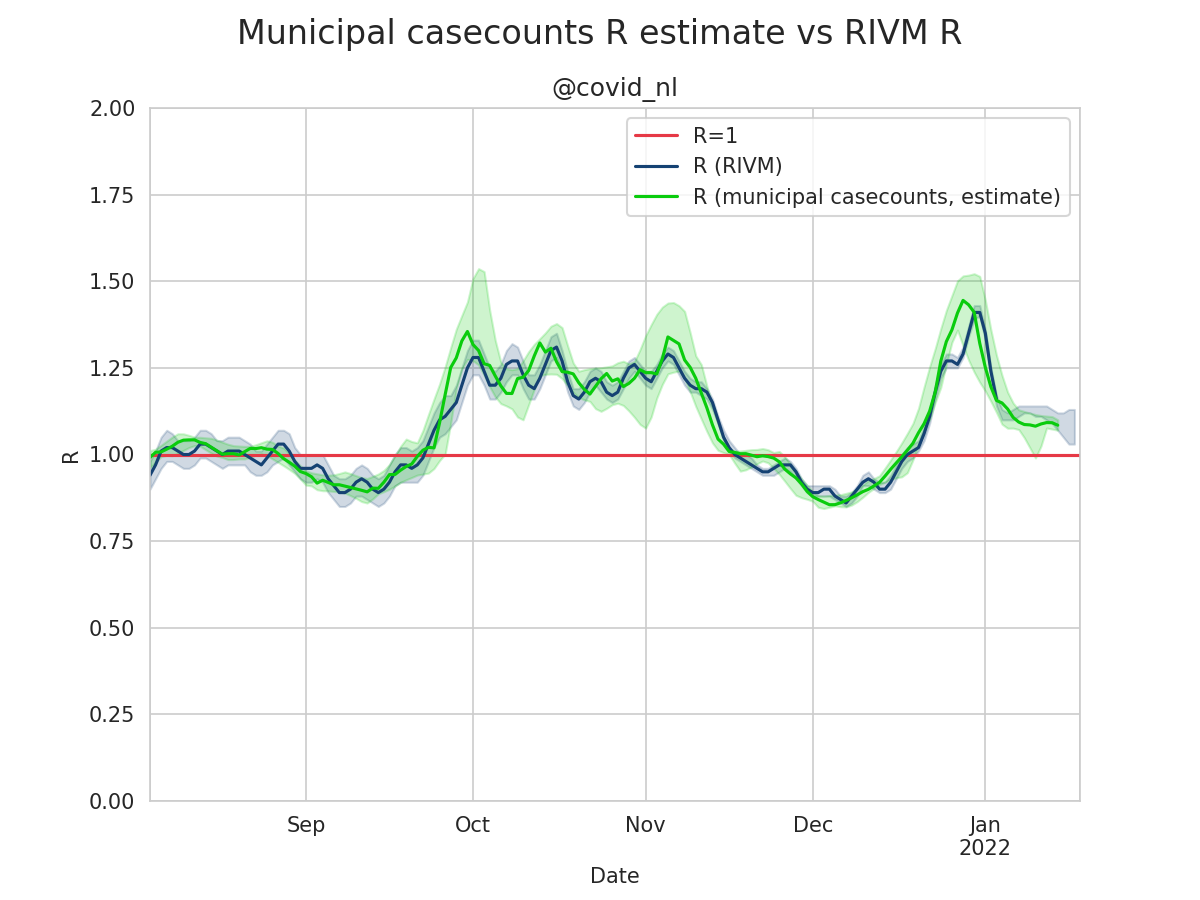 Municipal casecounts R estimate vs RIVM R
@covid_nl
2.00
1.75
1.50
1.25
1.00
0.75
0.50
0.25
0.00
R
R=1
R (RIVM)
R (municipal casecounts, estimate)
Sep
Oct
Nov
Dec
Jan
2022
Date